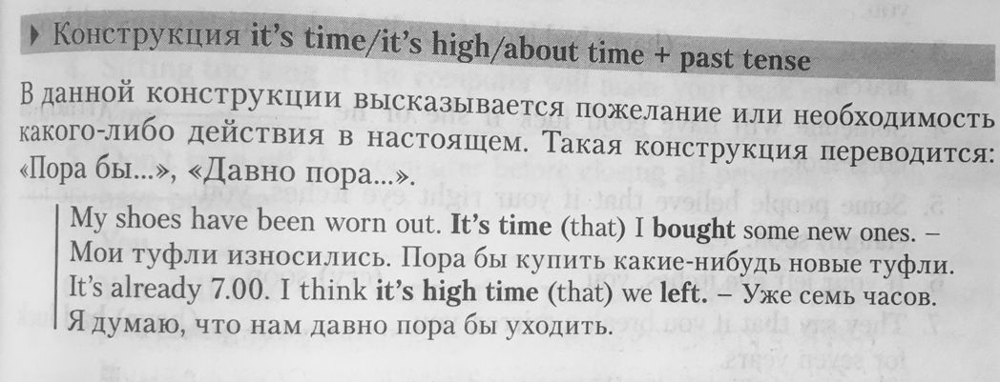 Конструкция it's time/it's high/about time + past tense
В данной конструкции высказывается пожелание или необходимость
какого-либо действия в настоящем. Такая конструкция переводится:
«Пора бы...», «Давно пора...».
My shoes have been worn out. It's time (that) I bought some new ones. –
Мои туфли износились. Пора бы купить какие-нибудь новые туфли.
It's already 7.00. I think it's high time (that) we left. – Уже семь часов.
Я думаю, что нам давно пора бы уходить.